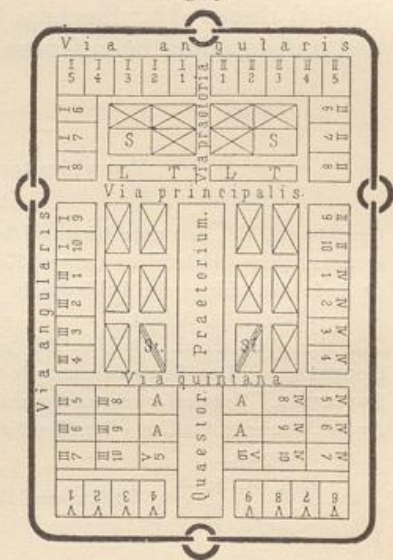 Via angularis
I 5 I 4 I 3 I 2 I 1 via praetoria II 1 II 2 II 3 II 4 II 5
I 6 II 6
I 7 S S II 7
I 8 II 8
L T L T
Via principalis.
Via angularis
I 9 II 9
I 10 II 10
III 1 IV 1
III 2 IV 2
III 3 IV 3
III 4 IV 4
Praetorium.
St. St.
Via quintana
III 5 III 8 A A IV 8 IV 5
III 6 III 9 A A IV 9 IV 6
III 7 III 10 V 5 V 10 IV 10 IV 7
Quaestor.
V 1 V 2 V 3 V 4 V 9 V 8 V 7 V 6